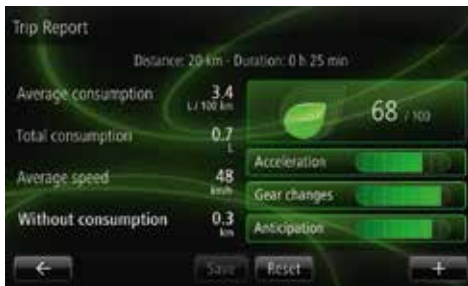 Trip Report
Distance: 20 km - Duration: 0 h 25 min
Average consumption 3.4 L/100 km
Total consumption 0.7 L
Average speed 48 km/h
Without consumption 0.3 km
68 / 100
Acceleration
Gear changes
Anticipation
Save Reset +